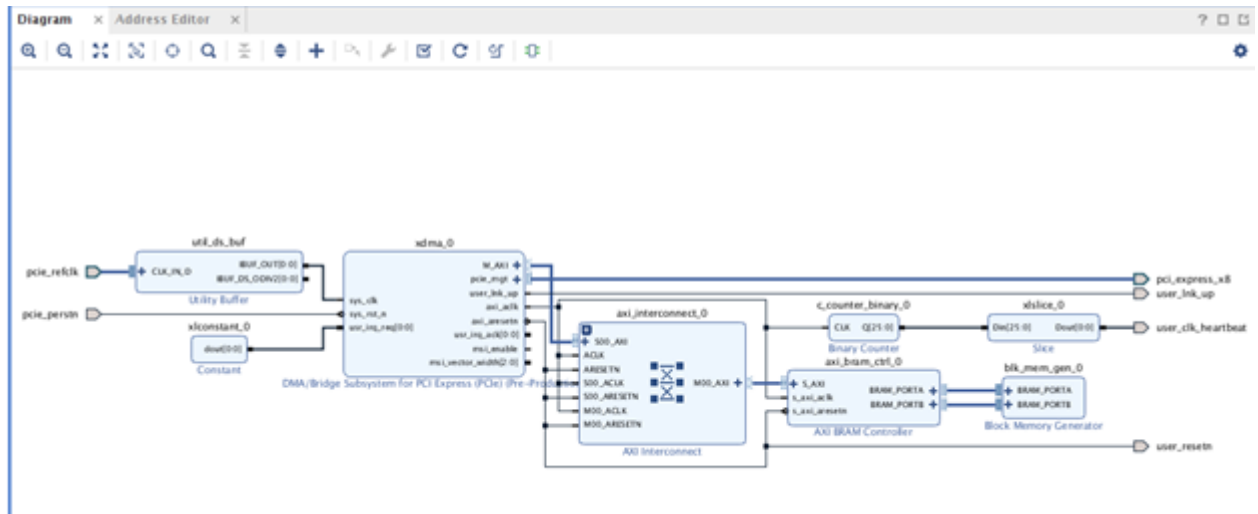 Diagram × Address Editor ×
? 
util_ds_buf
pcie_refclk
CLK_IN_D
IBUF_OUT[0:0]
IBUF_DS_ODIV2[0:0]
Utility Buffer
pcie_perstn
xlconstant_0
dout[0:0]
Constant
xdma_0
sys_clk
sys_rst_n
usr_irq_req[0:0]
M_AXI
pcie_mgt
user_lnk_up
axi_aclk
axi_aresetn
usr_irq_ack[0:0]
msi_enable
msi_vector_width[2:0]
DMA/Bridge Subsystem for PCI Express (PCIe) (Pre-Produ
axi_interconnect_0
S00_AXI
ACLK
ARESETN
S00_ACLK
S00_ARESETN
M00_ACLK
M00_ARESETN
M00_AXI
AXI Interconnect
c_counter_binary_0
CLK
Q[25:0]
Binary Counter
xlslice_0
Din[25:0]
Dout[0:0]
Slice
axi_bram_ctrl_0
S_AXI
s_axi_aclk
s_axi_aresetn
BRAM_PORTA
BRAM_PORTB
AXI BRAM Controller
blk_mem_gen_0
BRAM_PORTA
BRAM_PORTB
Block Memory Generator
pci_express_x8
user_lnk_up
user_clk_heartbeat
user_resetn